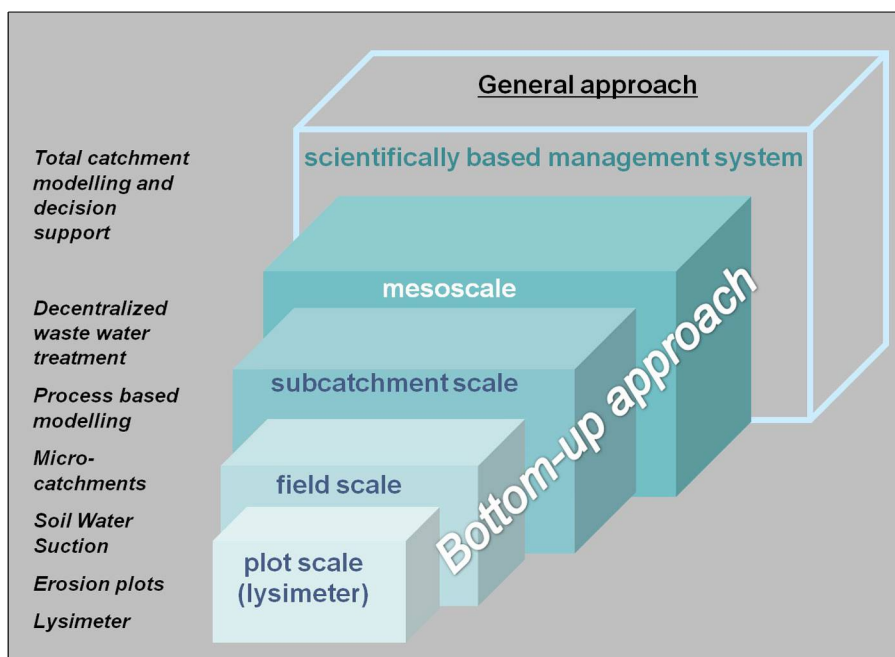 General approach
scientifically based management system
Total catchment
modelling and
decision
support
mesoscale
Decentralized
waste water
treatment
subcatchment scale
Process based
modelling
Micro-
catchments
field scale
Soil Water
Suction
plot scale
(lysimeter)
Erosion plots
Lysimeter
Bottom-up approach